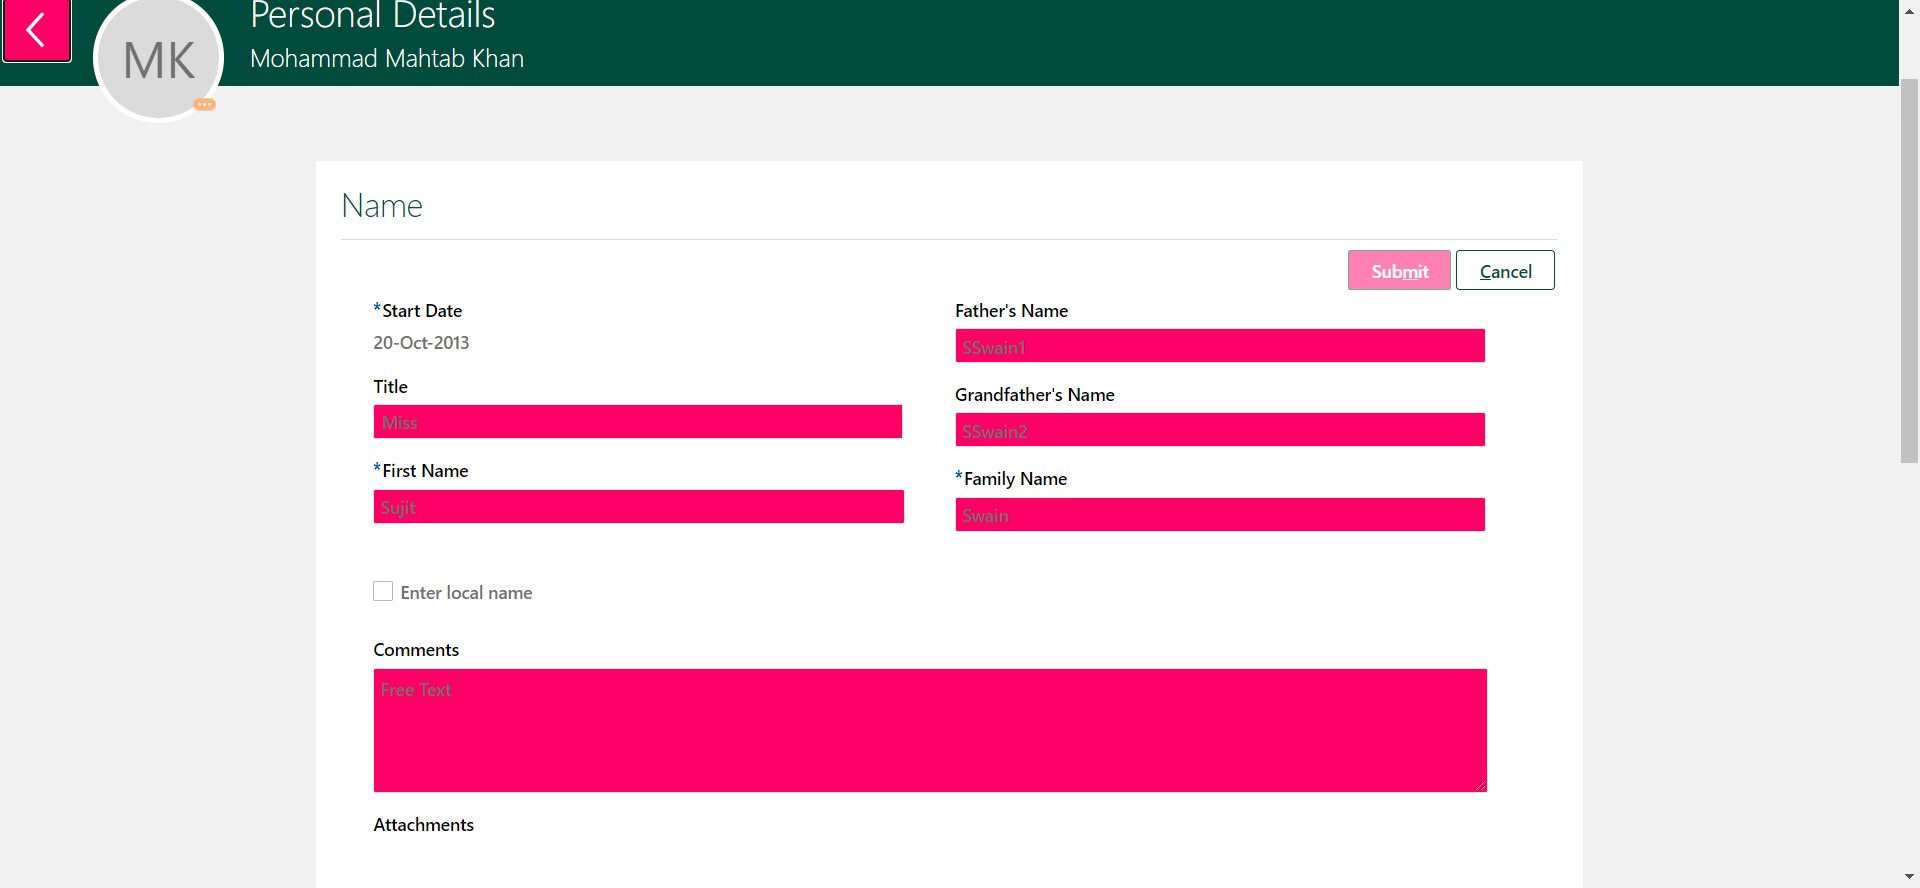 Personal Details
MK
Mohammad Mahtab Khan
Name
Submit
Cancel
*Start Date
20-Oct-2013
Title
Miss
*First Name
Sujit
Father's Name
SSwain1
Grandfather's Name
SSwain2
*Family Name
Swain
Enter local name
Comments
Free Text
Attachments